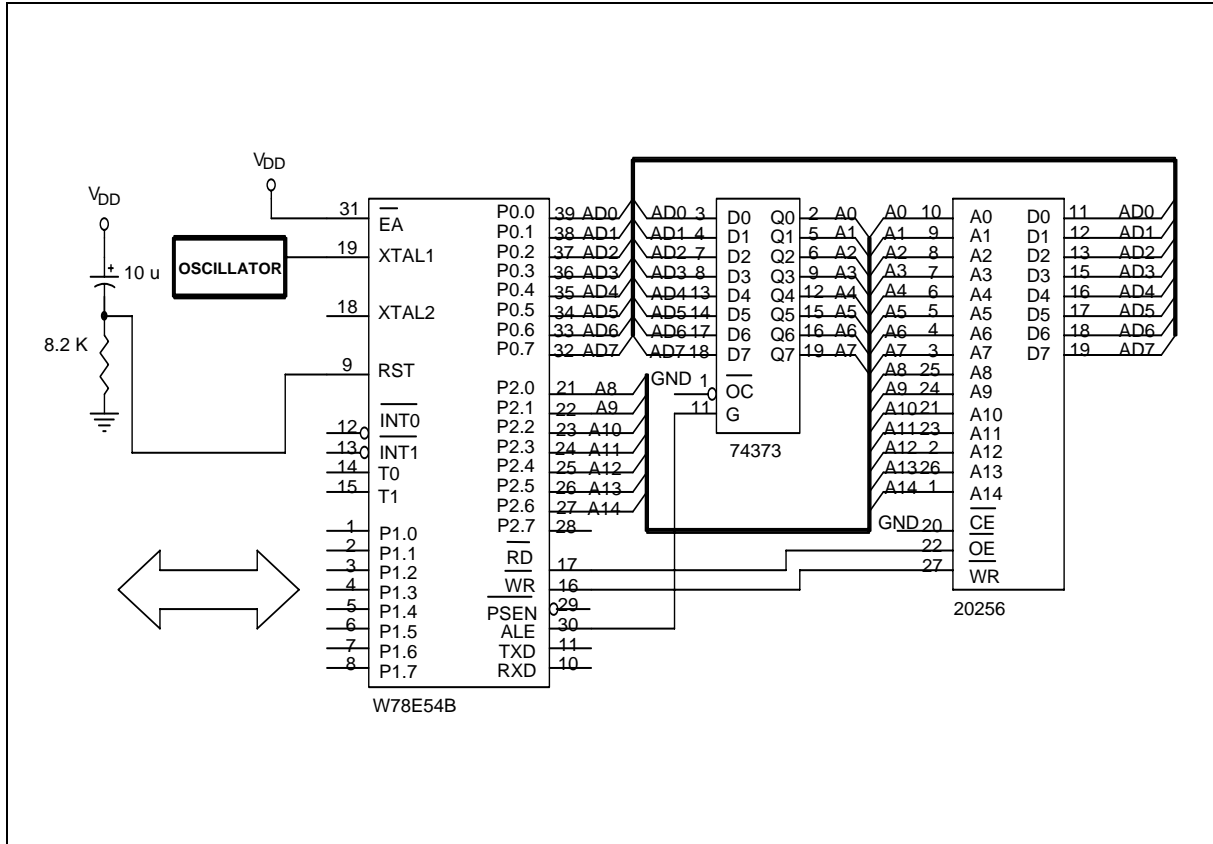 VDD
VDD
10 u
8.2 K
OSCILLATOR
31 EA
19 XTAL1
18 XTAL2
9 RST
12 INT0
13 INT1
14 T0
15 T1
1 P1.0
2 P1.1
3 P1.2
4 P1.3
5 P1.4
6 P1.5
7 P1.6
8 P1.7
P0.0 39 AD0
P0.1 38 AD1
P0.2 37 AD2
P0.3 36 AD3
P0.4 35 AD4
P0.5 34 AD5
P0.6 33 AD6
P0.7 32 AD7
P2.0 21 A8
P2.1 22 A9
P2.2 23 A10
P2.3 24 A11
P2.4 25 A12
P2.5 26 A13
P2.6 27 A14
P2.7 28
RD 17
WR 16
PSEN 29
ALE 30
TXD 11
RXD 10
W78E54B
AD0 3 D0 Q0 2 A0
AD1 4 D1 Q1 5 A1
AD2 7 D2 Q2 6 A2
AD3 8 D3 Q3 9 A3
AD4 13 D4 Q4 12 A4
AD5 14 D5 Q5 15 A5
AD6 17 D6 Q6 16 A6
AD7 18 D7 Q7 19 A7
GND 1 OC
11 G
74373
A0 10 A0 D0 11 AD0
A1 9 A1 D1 12 AD1
A2 8 A2 D2 13 AD2
A3 7 A3 D3 15 AD3
A4 6 A4 D4 16 AD4
A5 5 A5 D5 17 AD5
A6 4 A6 D6 18 AD6
A7 3 A7 D7 19 AD7
A8 25 A8
A9 24 A9
A10 21 A10
A11 23 A11
A12 2 A12
A13 26 A13
A14 1 A14
GND 20 CE
22 OE
27 WR
20256